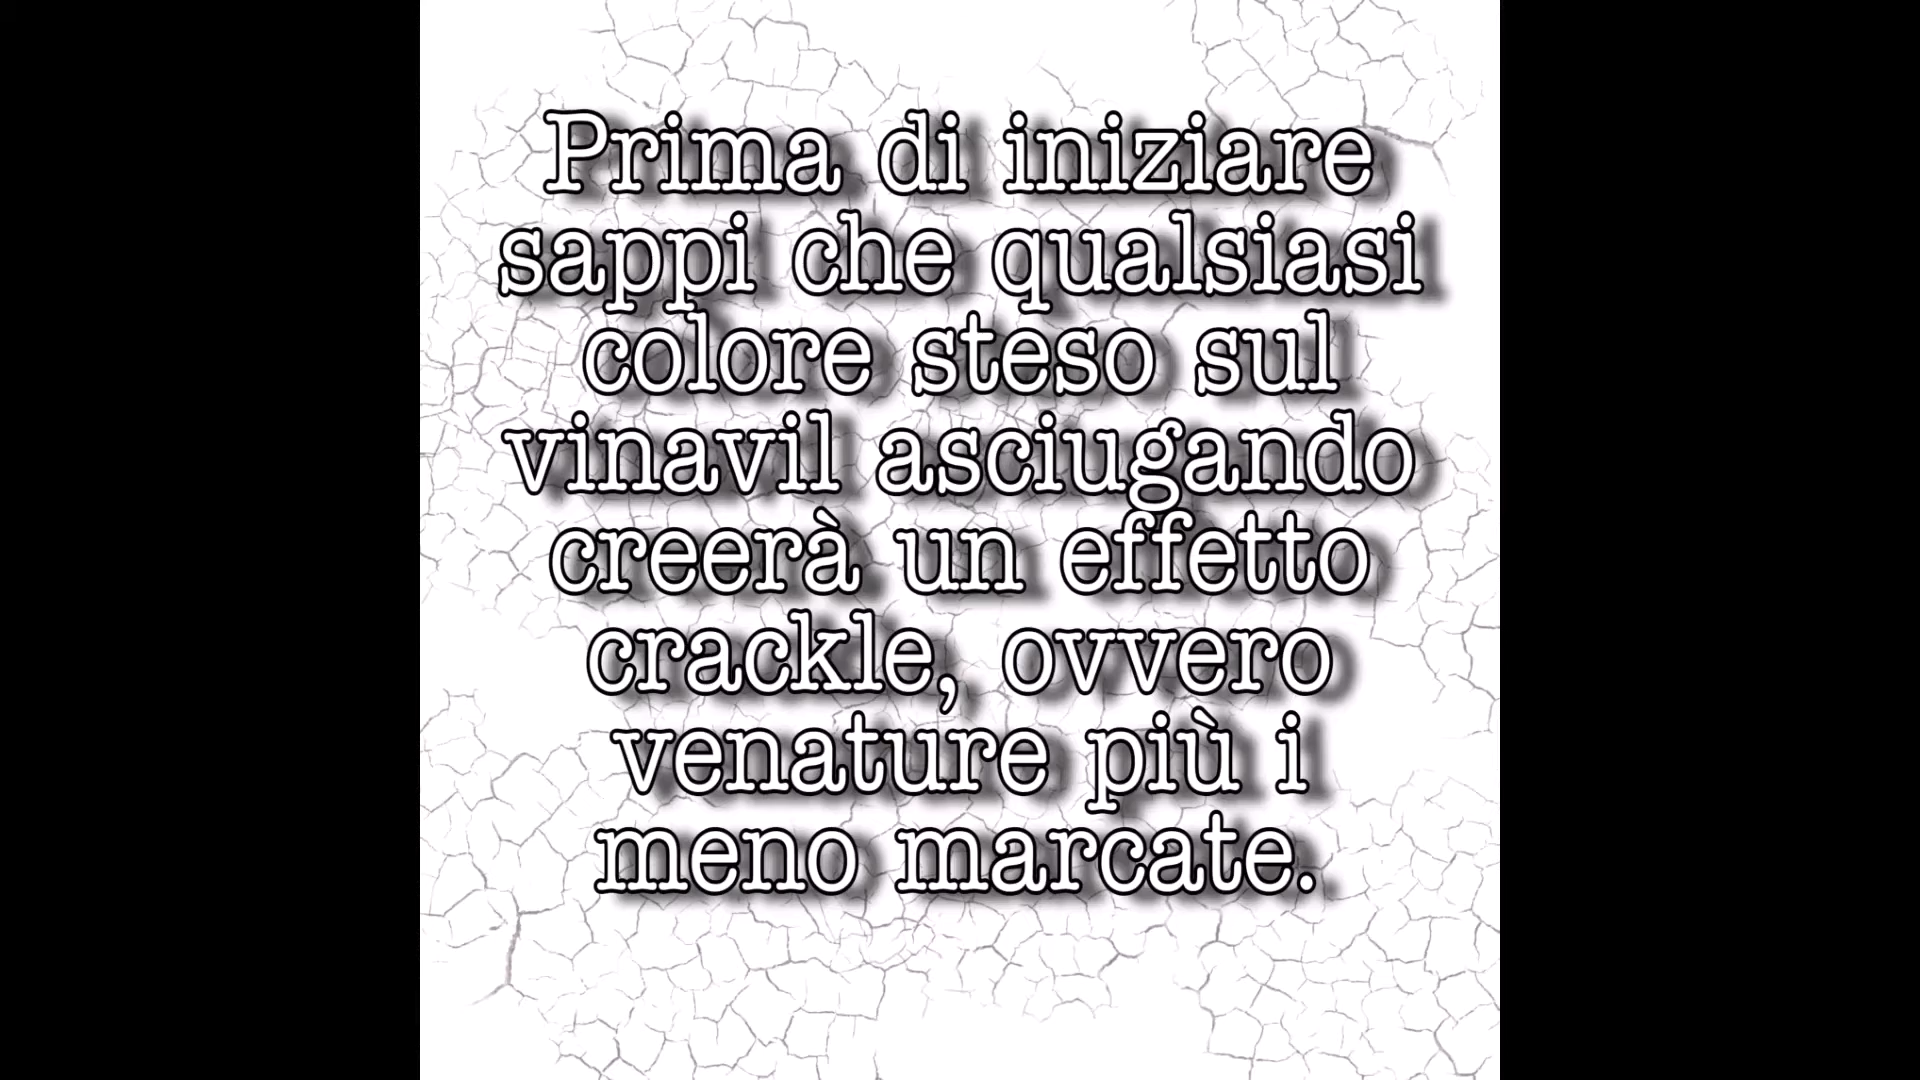 Prima di iniziare
sappi che qualsiasi
colore steso sul
vinavil asciugando
creerà un effetto
crackle, ovvero
venature più i
meno marcate.